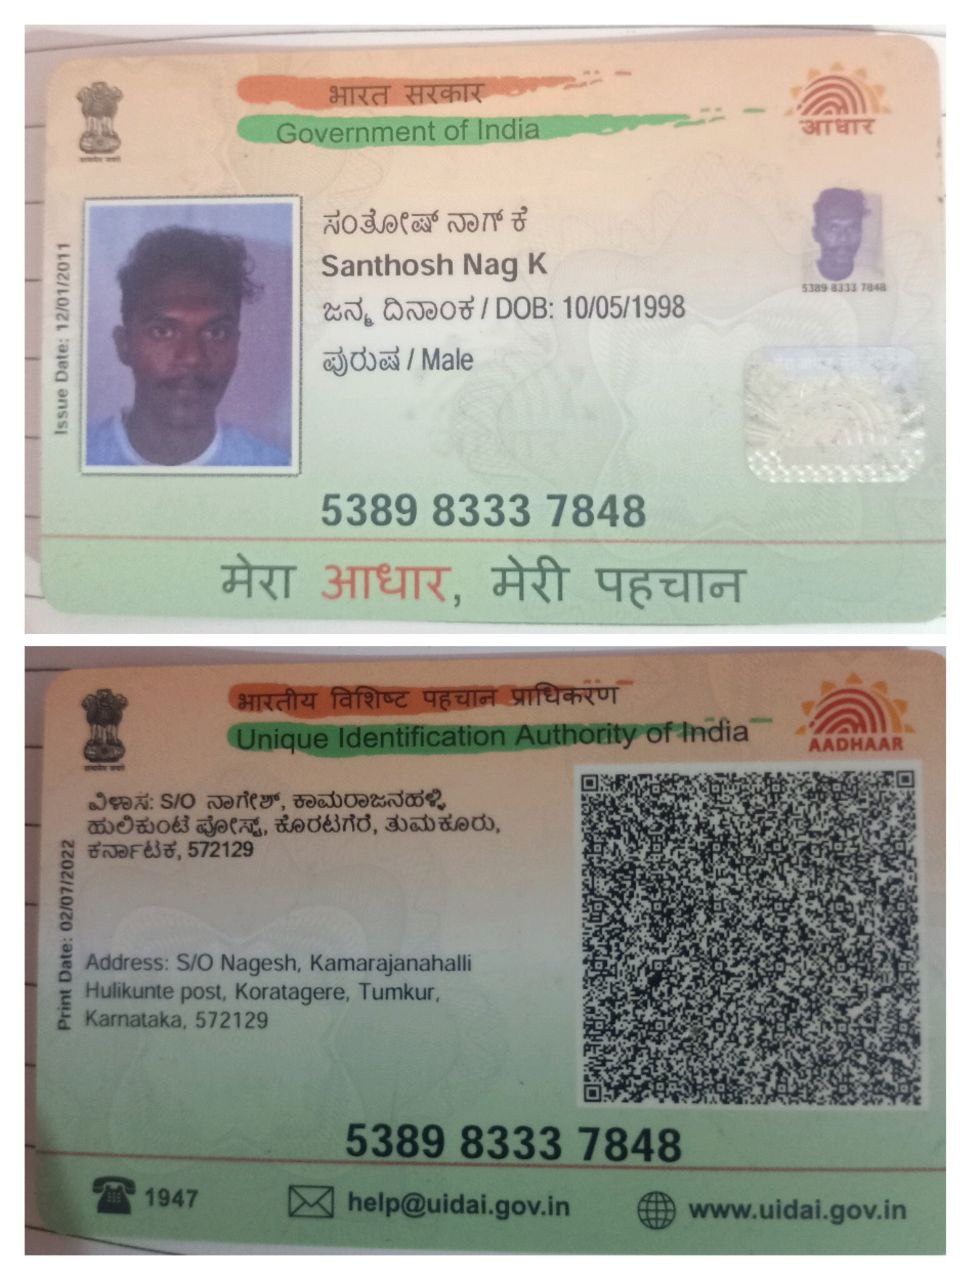 भारत सरकार
Government of India
आधार
Issue Date: 12/01/2011
ಸಂತೋಷ್ ನಾಗ್ ಕೆ
Santhosh Nag K
ಜನ್ಮ ದಿನಾಂಕ / DOB: 10/05/1998
ಪುರುಷ / Male
5389 8333 7848
5389 8333 7848
मेरा आधार, मेरी पहचान
भारतीय विशिष्ट पहचान प्राधिकरण
Unique Identification Authority of India
AADHAAR
Print Date: 02/07/2022
ವಿಳಾಸ: S/O ನಾಗೇಶ್, ಕಾಮರಾಜನಹಳ್ಳಿ
ಹುಲಿಕುಂಟೆ ಪೋಸ್ಟ್, ಕೊರಟಗೆರೆ, ತುಮಕೂರು,
ಕರ್ನಾಟಕ, 572129
Address: S/O Nagesh, Kamarajanahalli
Hulikunte post, Koratagere, Tumkur,
Karnataka, 572129
5389 8333 7848
1947
help@uidai.gov.in
www.uidai.gov.in